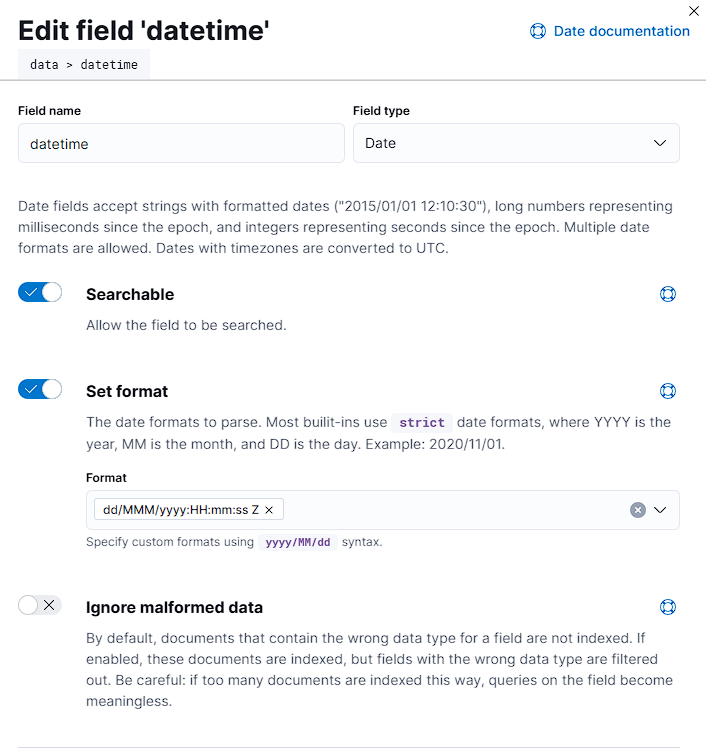 Edit field 'datetime'
Date documentation
data > datetime
Field name
Field type
datetime
Date
Date fields accept strings with formatted dates ("2015/01/01 12:10:30"), long numbers representing
milliseconds since the epoch, and integers representing seconds since the epoch. Multiple date
formats are allowed. Dates with timezones are converted to UTC.
Searchable
Allow the field to be searched.
Set format
The date formats to parse. Most builit-ins use strict date formats, where YYYY is the
year, MM is the month, and DD is the day. Example: 2020/11/01.
Format
dd/MMM/yyyy:HH:mm:ss Z
Specify custom formats using yyyy/MM/dd syntax.
Ignore malformed data
By default, documents that contain the wrong data type for a field are not indexed. If
enabled, these documents are indexed, but fields with the wrong data type are filtered
out. Be careful: if too many documents are indexed this way, queries on the field become
meaningless.